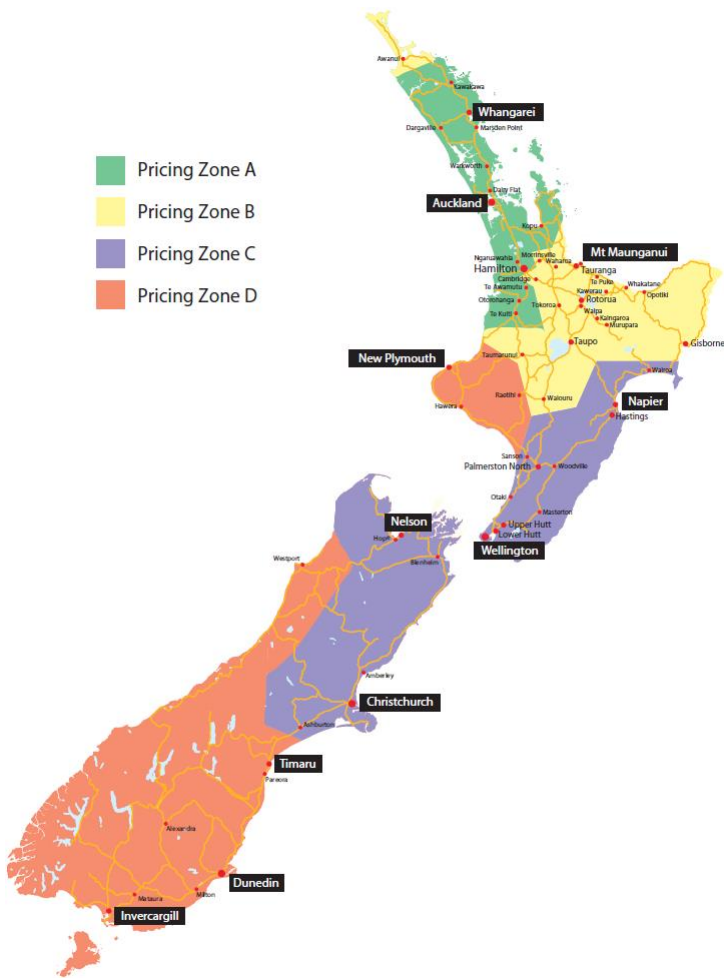 Awanui
Kawakawa
Whangarei
Dargaville
Marsden Point
Pricing Zone A
Pricing Zone B
Pricing Zone C
Pricing Zone D
Warkworth
Dairy Flat
Auckland
Kopu
Mt Maunganui
Ngaruawahia
Morrinsville
Waharna
Hamilton
Tauranga
Cambridge
Te Puke
Whakatane
Te Awamutu
Kawerau
Opotiki
Otorohanga
Tokoroa
Rotorua
Te Kuiti
Waipa
Kaingaroa
Murupara
Taupo
Gisborne
New Plymouth
Taumarunui
Wairoa
Raetihi
Waiouru
Napier
Hawera
Hastings
Sanson
Palmerston North
Woodville
Otaki
Masterton
Nelson
Upper Hutt
Hope
Lower Hutt
Wellington
Westport
Blenheim
Amberley
Christchurch
Ashburton
Timaru
Pareora
Alexandra
Dunedin
Mataura
Milton
Invercargill